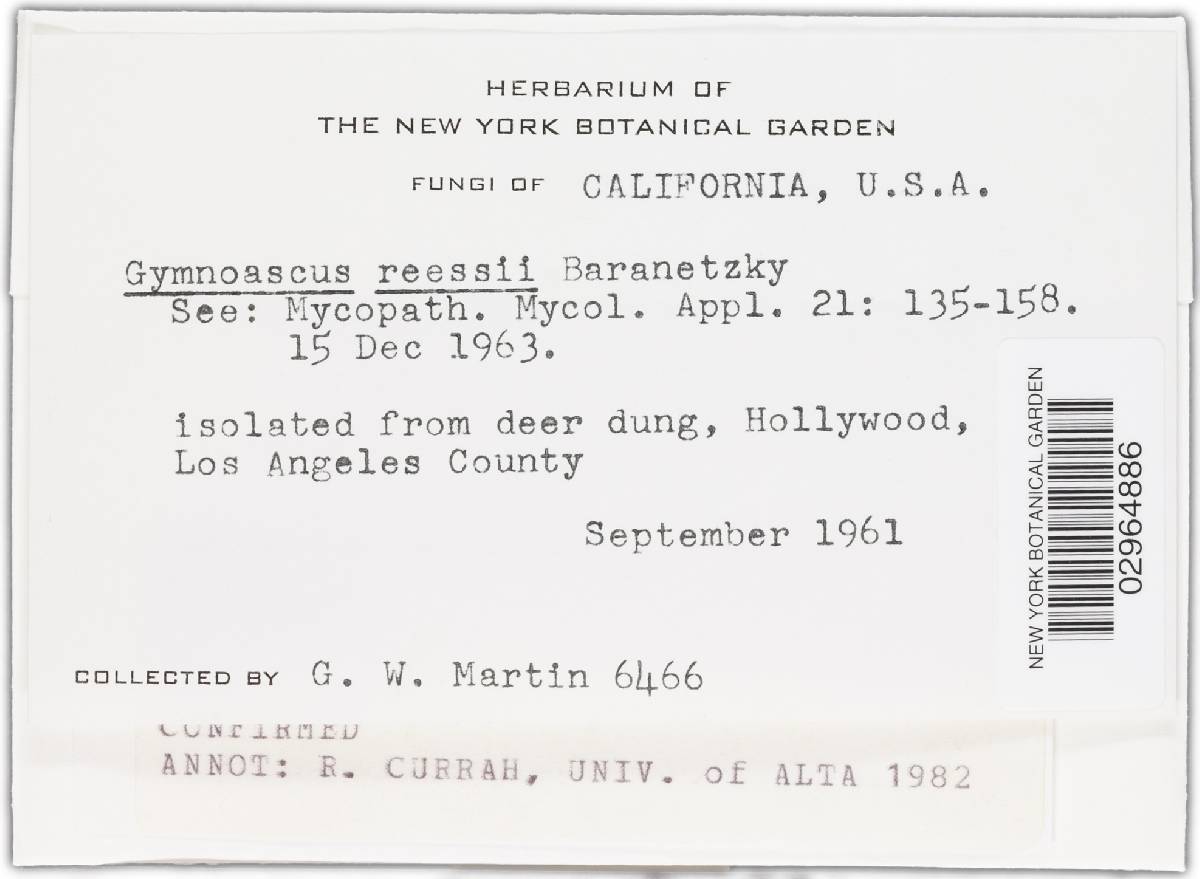 HERBARIUM OF
THE NEW YORK BOTANICAL GARDEN
FUNGI OF CALIFORNIA, U.S.A.
Gymnoascus reessii Baranetzky
See: Mycopath. Mycol. Appl. 21: 135-158.
15 Dec 1963.
isolated from deer dung, Hollywood,
Los Angeles County
September 1961
COLLECTED BY G. W. Martin 6466
CONFIRMED
ANNOT: R. CURRAH, UNIV. of ALTA 1982
NEW YORK BOTANICAL GARDEN
02964886